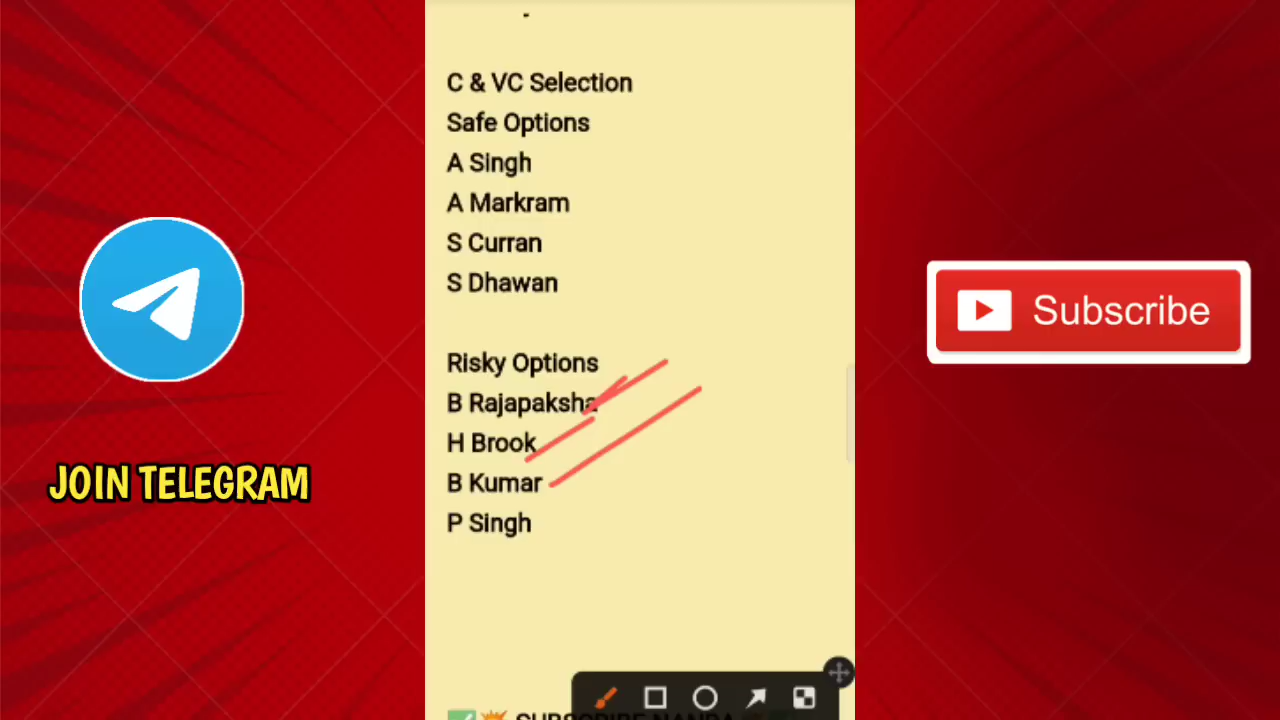 C & VC Selection
Safe Options
A Singh
A Markram
S Curran
S Dhawan
Risky Options
B Rajapaksha
H Brook
B Kumar
P Singh
JOIN TELEGRAM
Subscribe